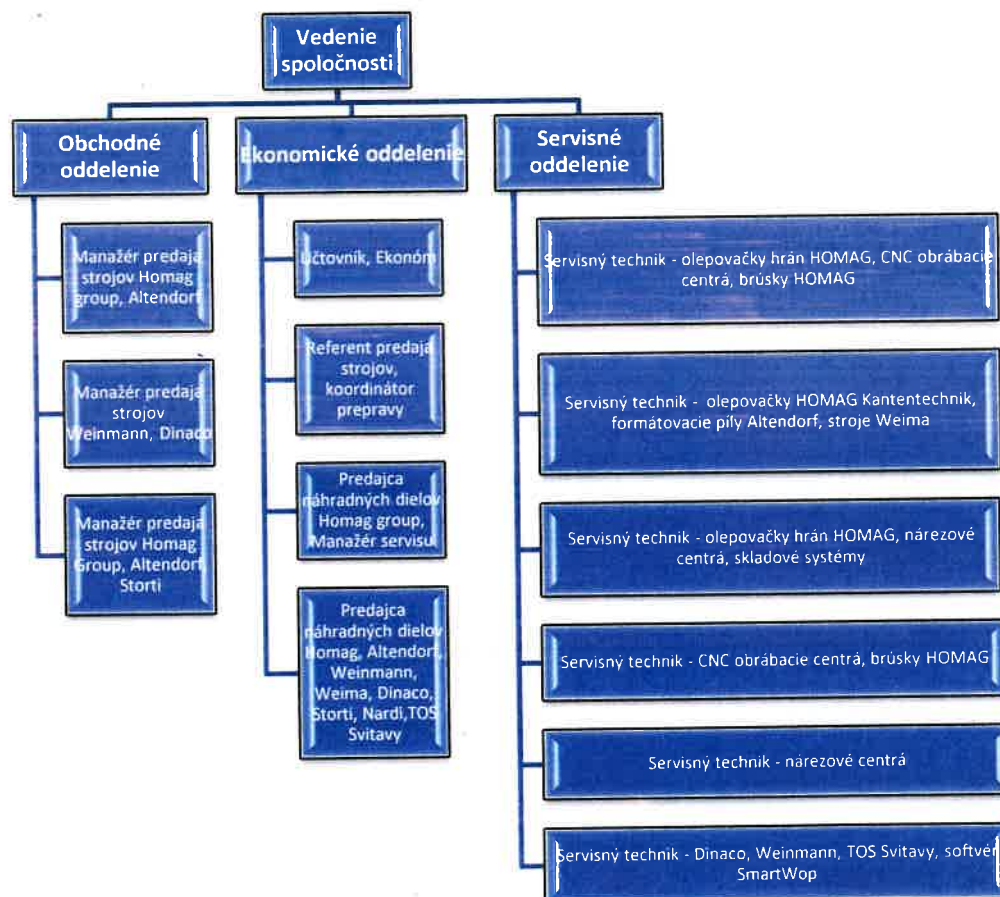 Vedenie
spoločnosti
Obchodné
oddelenie
Manažér predaja
strojov Homag
group, Altendorf
Manažér predaja
strojov
Weinmann, Dinaco
Manažér predaja
strojov Homag
Group, Altendorf,
Storti
Ekonomické oddelenie
Účtovník, Ekonóm
Referent predaja
strojov,
koordinátor
prepravy
Predajca
náhradných dielov
Homag group,
Manažér servisu
Predajca
náhradných dielov
Homag, Altendorf,
Weinmann,
Weima, Dinaco,
Storti, Nardi,TOS
Svitavy
Servisné
oddelenie
Servisný technik - olepovačky hrán HOMAG, CNC obrábacie
centrá, brúsky HOMAG
Servisný technik - olepovačky HOMAG Kantentechnik,
formátovacie píly Altendorf, stroje Weima
Servisný technik - olepovačky hrán HOMAG, nárezové
centrá, skladové systémy
Servisný technik - CNC obrábacie centrá, brúsky HOMAG
Servisný technik - nárezové centrá
Servisný technik - Dinaco, Weinmann, TOS Svitavy, softvér
SmartWop